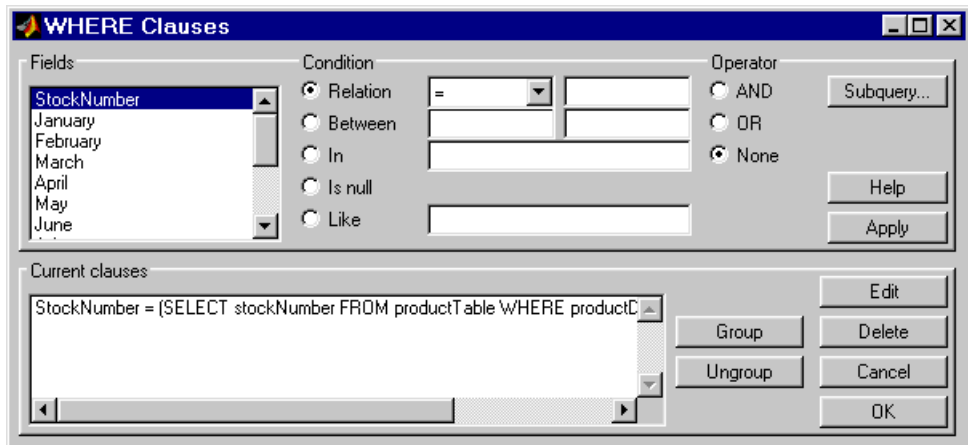 WHERE Clauses
Fields
Condition
Operator
StockNumber
January
February
March
April
May
June
Relation
=
Between
In
Is null
Like
AND
OR
None
Subquery...
Help
Apply
Current clauses
StockNumber = (SELECT stockNumber FROM productTable WHERE
Group
Ungroup
Edit
Delete
Cancel
OK